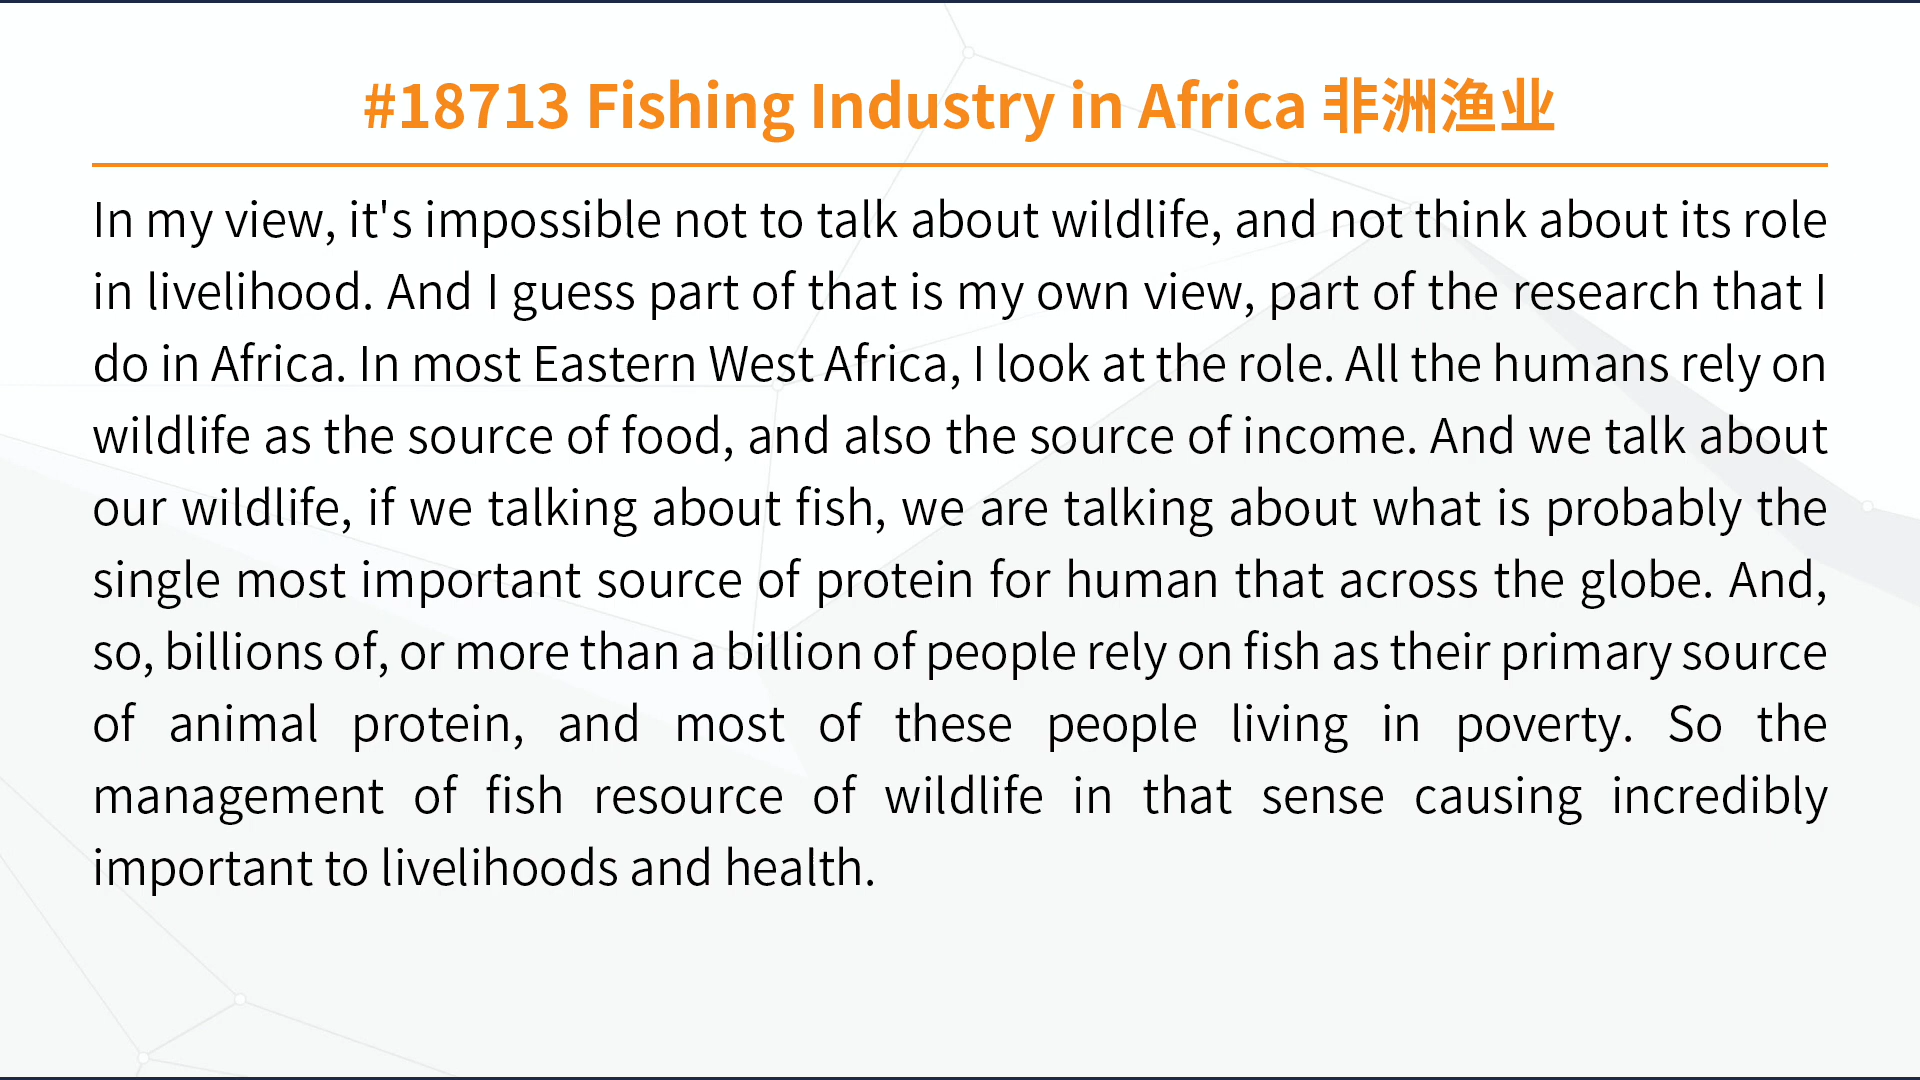 #18713 Fishing Industry in Africa 非洲渔业
In my view, it's impossible not to talk about wildlife, and not think about its role
in livelihood. And I guess part of that is my own view, part of the research that I
do in Africa. In most Eastern West Africa, I look at the role. All the humans rely on
wildlife as the source of food, and also the source of income. And we talk about
our wildlife, if we talking about fish, we are talking about what is probably the
single most important source of protein for human that across the globe. And,
so, billions of, or more than a billion of people rely on fish as their primary source
of animal protein, and most of these people living in poverty. So the
management of fish resource of wildlife in that sense causing incredibly
important to livelihoods and health.